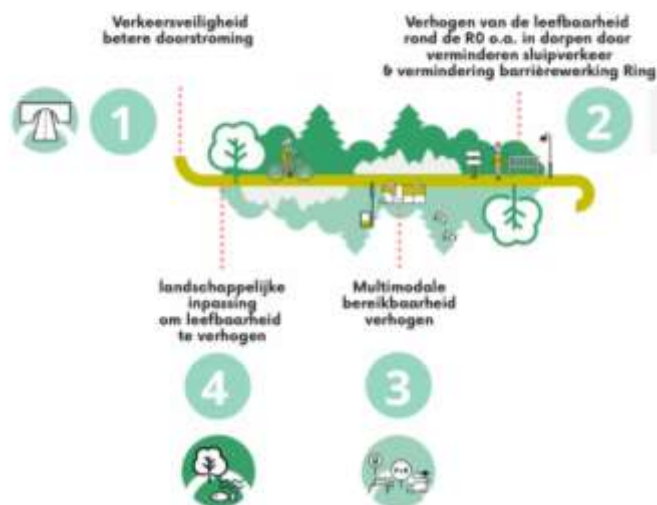 Verkeersveiligheid
betere doorstroming
1
Verhogen van de leefbaarheid
rond de R0 o.a. in dorpen door
verminderen sluipverkeer
& vermindering barrièrewerking Ring
2
landschappelijke
inpassing
om leefbaarheid
te verhogen
4
Multimodale
bereikbaarheid
verhogen
3